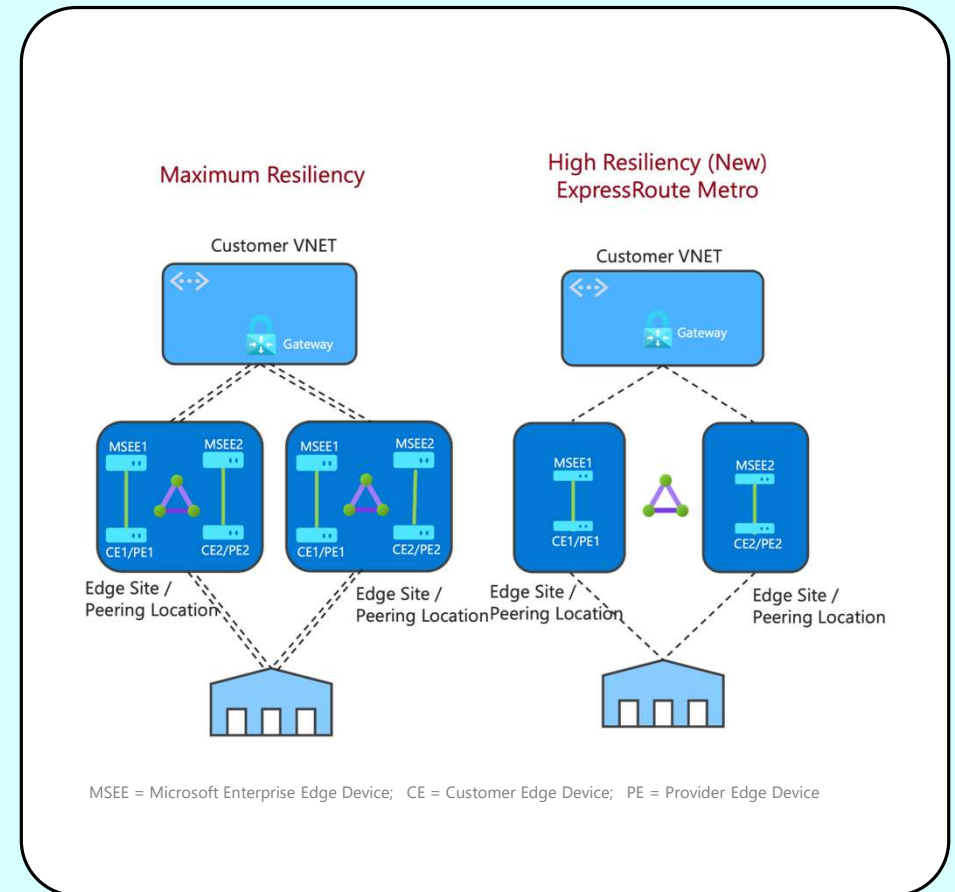 Maximum Resiliency
Customer VNET
Gateway
MSEE1
MSEE2
CE1/PE1
CE2/PE2
Edge Site /
Peering Location
MSEE1
MSEE2
CE1/PE1
CE2/PE2
Edge Site /
Peering Location
High Resiliency (New)
ExpressRoute Metro
Customer VNET
Gateway
MSEE1
CE1/PE1
Edge Site /
Peering Location
MSEE2
CE2/PE2
Edge Site /
Peering Location
MSEE = Microsoft Enterprise Edge Device; CE = Customer Edge Device; PE = Provider Edge Device